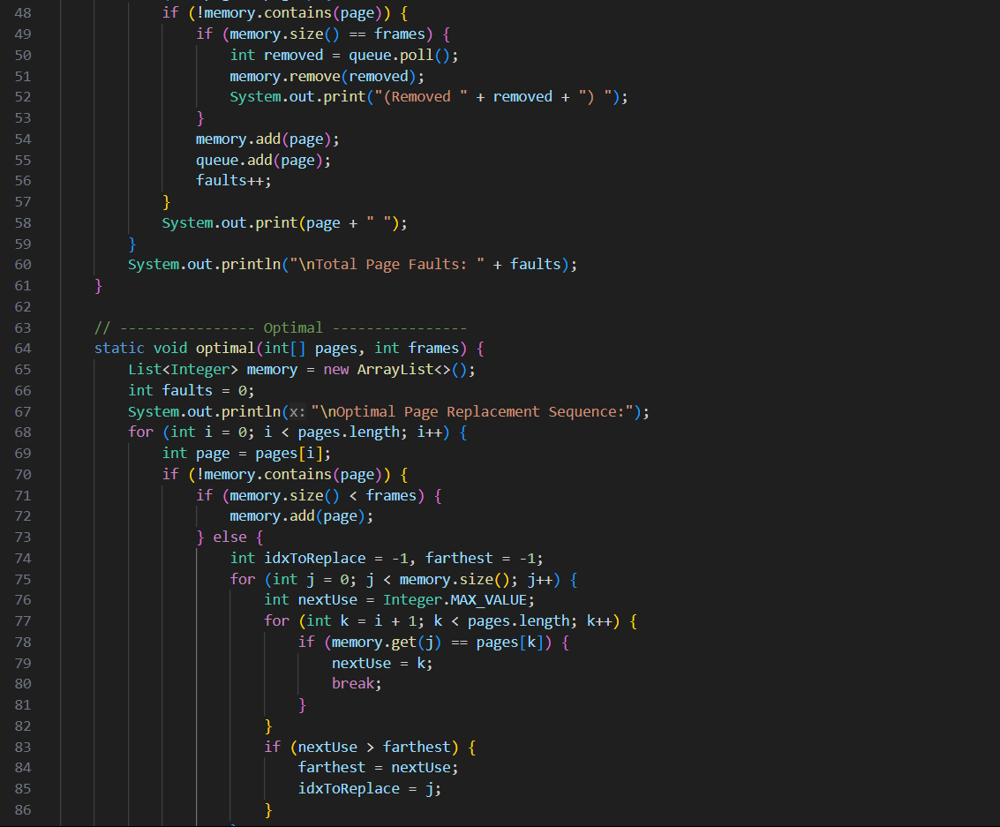 48 if (!memory.contains(page)) {
49 if (memory.size() == frames) {
50 int removed = queue.poll();
51 memory.remove(removed);
52 System.out.print("(Removed " + removed + ") ");
53 }
54 memory.add(page);
55 queue.add(page);
56 faults++;
57 }
58 System.out.print(page + " ");
59 }
60 System.out.println("\nTotal Page Faults: " + faults);
61 }
62
63 // ---------------- Optimal ----------------
64 static void optimal(int[] pages, int frames) {
65 List<Integer> memory = new ArrayList<>();
66 int faults = 0;
67 System.out.println(x: "\nOptimal Page Replacement Sequence:");
68 for (int i = 0; i < pages.length; i++) {
69 int page = pages[i];
70 if (!memory.contains(page)) {
71 if (memory.size() < frames) {
72 memory.add(page);
73 } else {
74 int idxToReplace = -1, farthest = -1;
75 for (int j = 0; j < memory.size(); j++) {
76 int nextUse = Integer.MAX_VALUE;
77 for (int k = i + 1; k < pages.length; k++) {
78 if (memory.get(j) == pages[k]) {
79 nextUse = k;
80 break;
81 }
82 }
83 if (nextUse > farthest) {
84 farthest = nextUse;
85 idxToReplace = j;
86 }